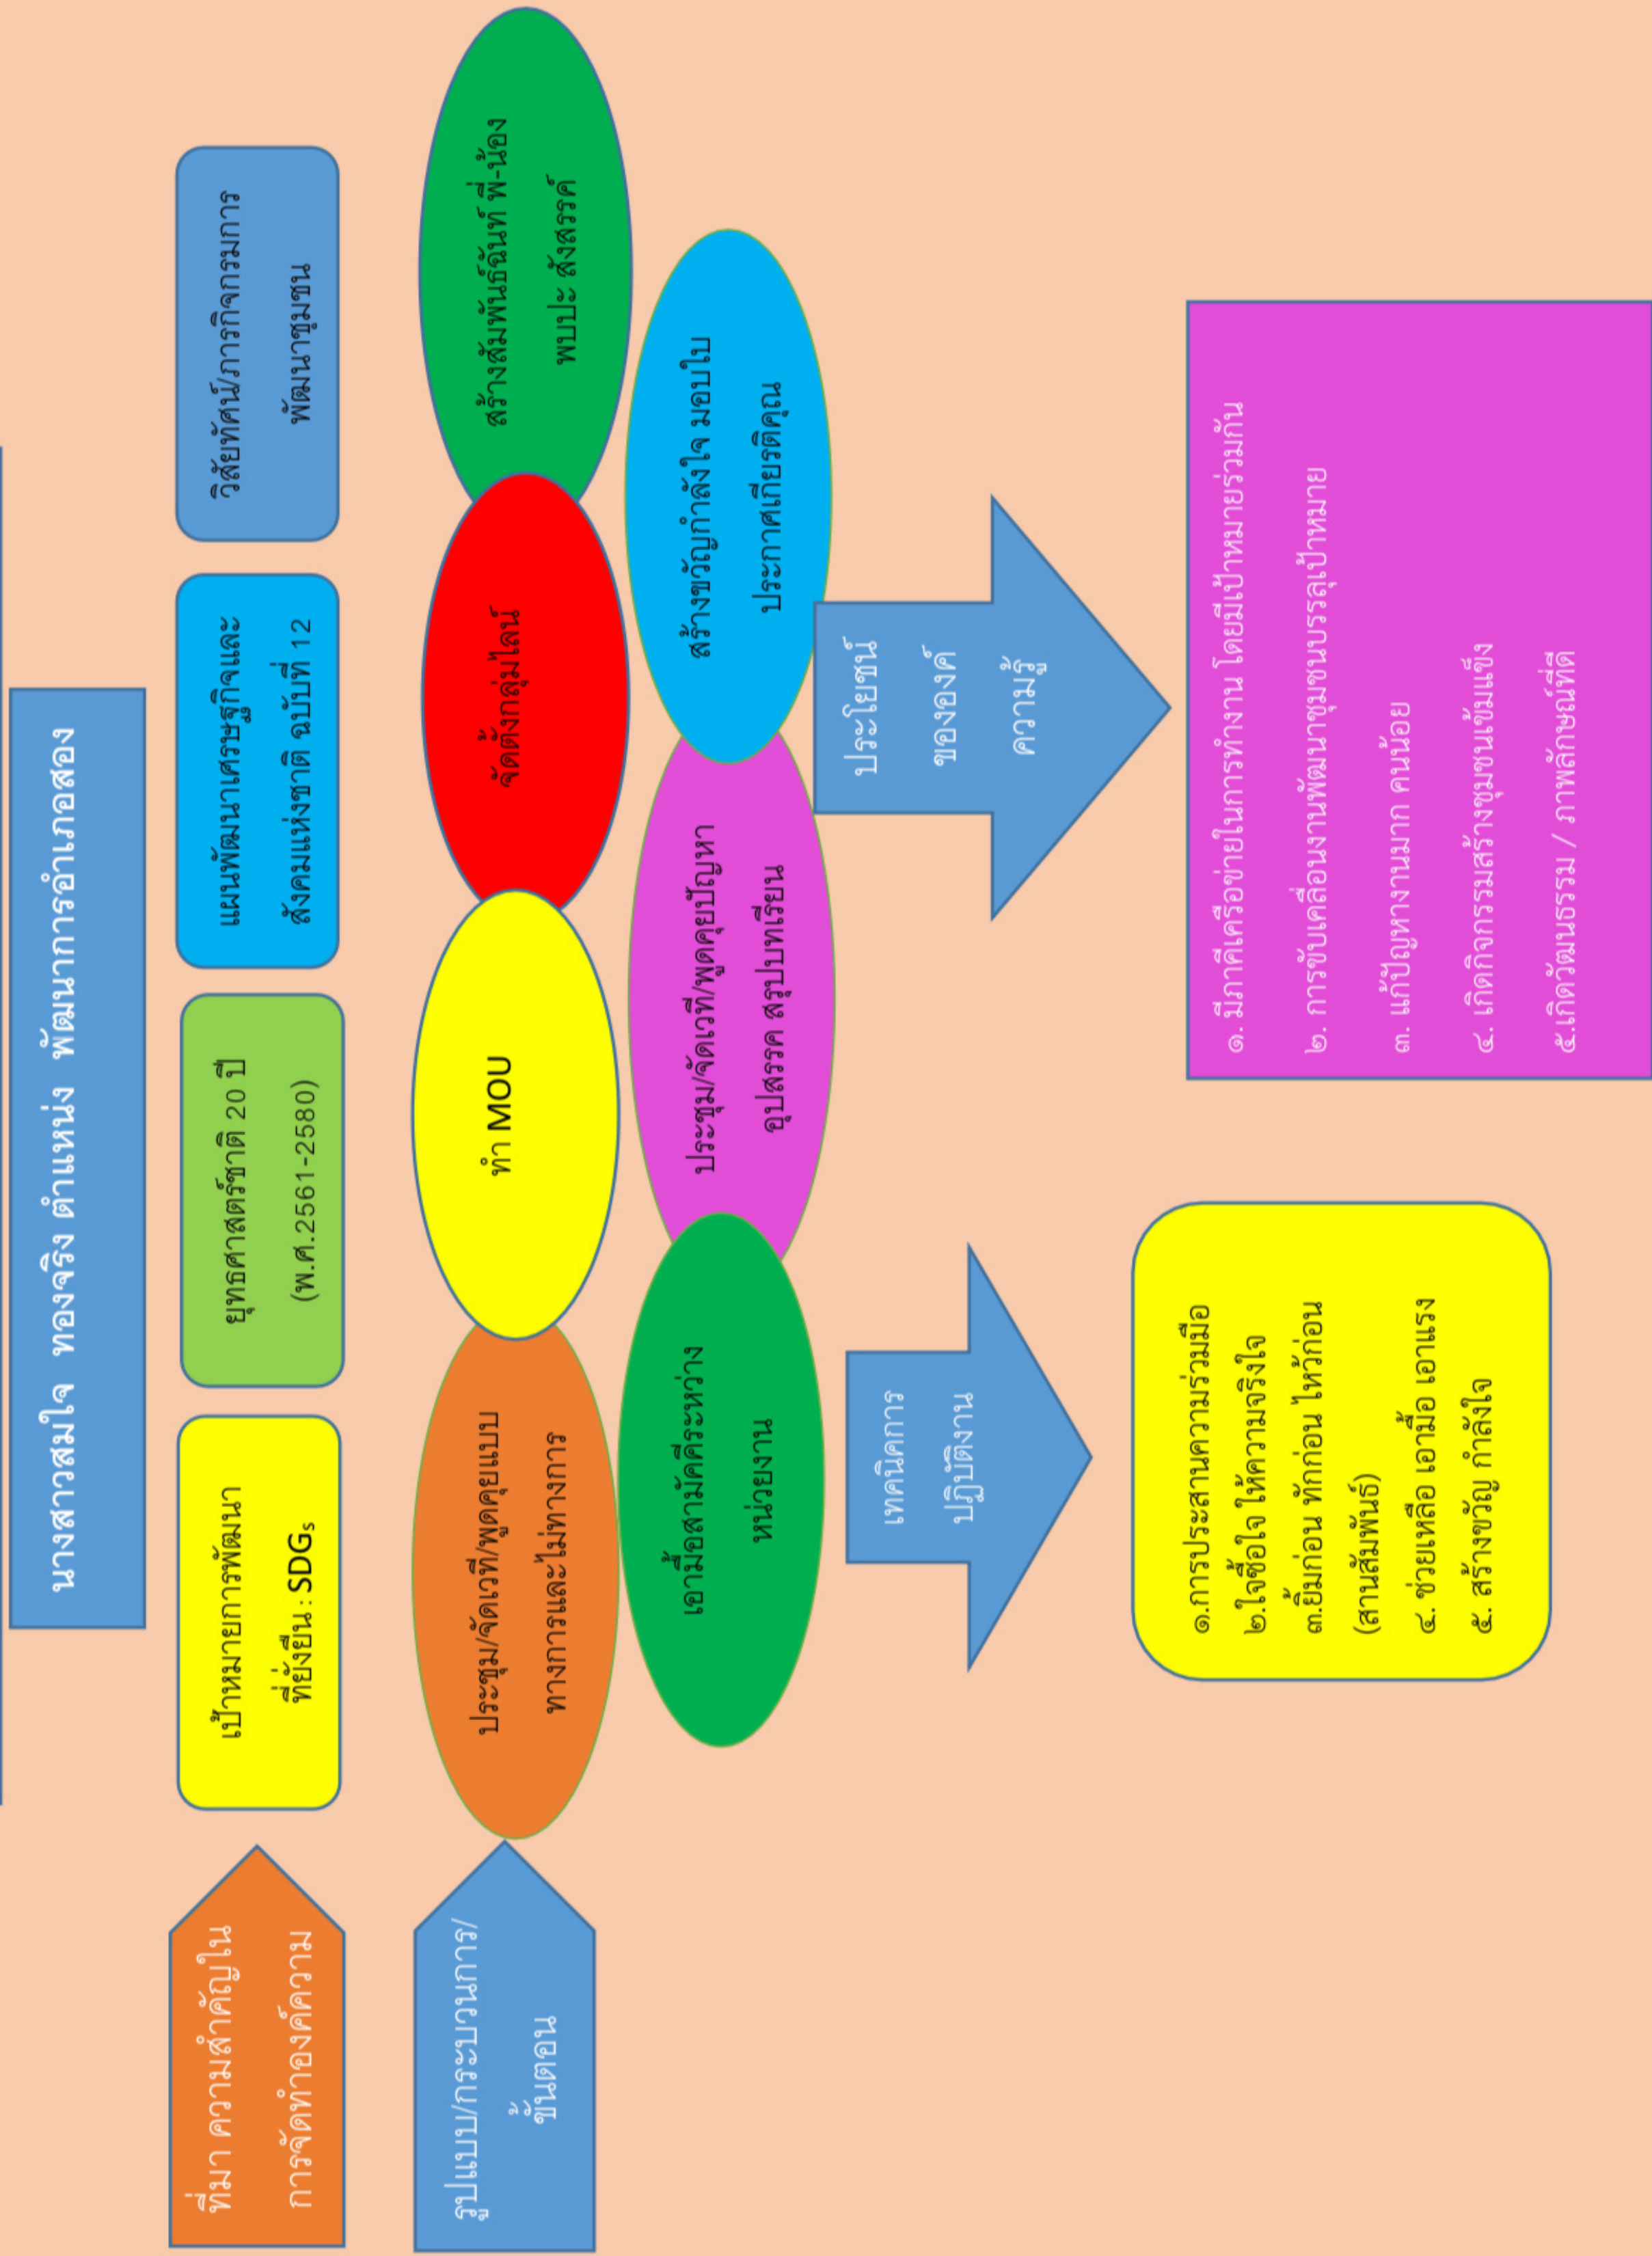 นางสาวสมใจ ทองจริง ตำแหน่ง พัฒนาการอำเภอสอง
ที่มา ความสำคัญใน
การจัดทำองค์ความ
เป้าหมายการพัฒนา
ที่ยั่งยืน : SDGs
ยุทธศาสตร์ชาติ 20 ปี
(พ.ศ.2561-2580)
แผนพัฒนาเศรษฐกิจและ
สังคมแห่งชาติ ฉบับที่ 12
วิสัยทัศน์/ภารกิจกรมการ
พัฒนาชุมชน
รูปแบบ/กระบวนการ/
ขั้นตอน
ประชุม/จัดเวที/พูดคุยแบบ
ทางการและไม่ทางการ
ทำ MOU
จัดตั้งกลุ่มไลน์
สร้างสัมพันธ์ฉันท์ พี่-น้อง
พบปะ สังสรรค์
เอามื้อสามัคคีระหว่าง
หน่วยงาน
ประชุม/จัดเวที/พูดคุยปัญหา
อุปสรรค สรุปบทเรียน
สร้างขวัญกำลังใจ มอบใบ
ประกาศเกียรติคุณ
เทคนิคการ
ปฏิบัติงาน
๑.การประสานความร่วมมือ
๒.ใจซื้อใจ ให้ความจริงใจ
๓.ยิ้มก่อน ทักก่อน ไหว้ก่อน
(สานสัมพันธ์)
๔. ช่วยเหลือ เอามื้อ เอาแรง
๕. สร้างขวัญ กำลังใจ
ประโยชน์
ขององค์
ความรู้
๑. มีภาคีเครือข่ายในการทำงาน โดยมีเป้าหมายร่วมกัน
๒. การขับเคลื่อนงานพัฒนาชุมชนบรรลุเป้าหมาย
๓. แก้ปัญหางานมาก คนน้อย
๔. เกิดกิจกรรมสร้างชุมชนเข้มแข็ง
๕.เกิดวัฒนธรรม / ภาพลักษณ์ที่ดี